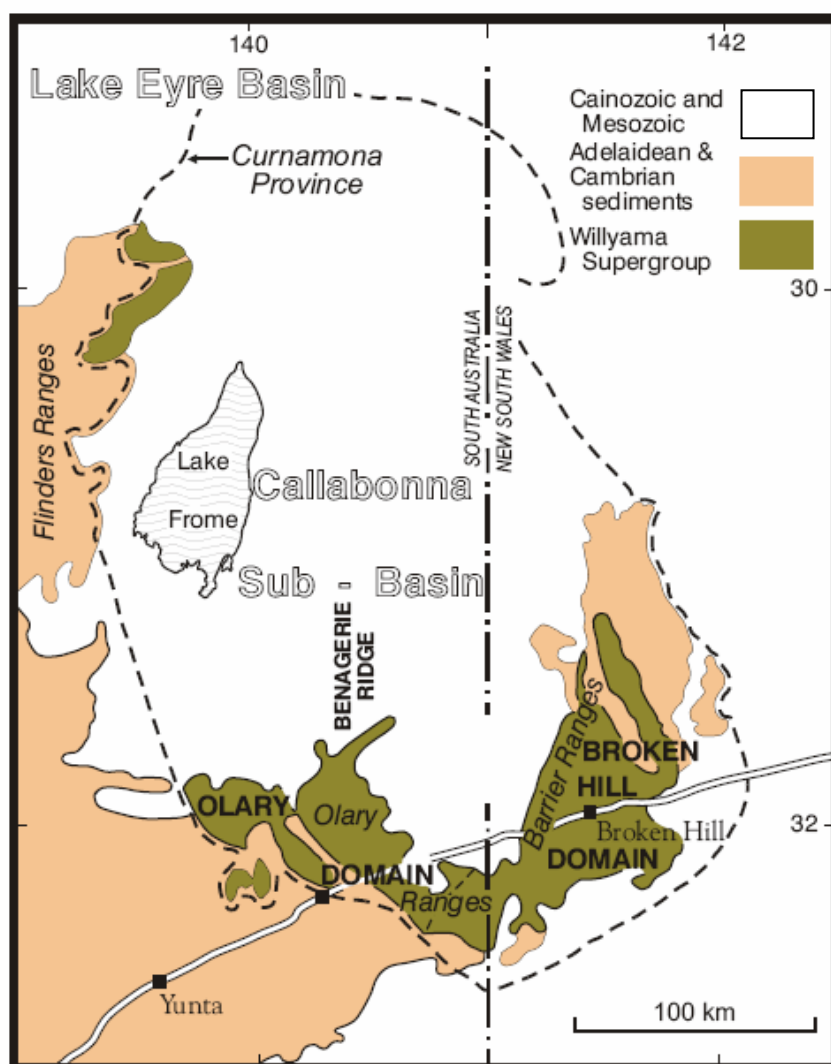 140
142
Lake Eyre Basin
Curnamona
Province
Cainozoic and
Mesozoic
Adelaidean &
Cambrian
sediments
Willyama
Supergroup
30
Flinders Ranges
SOUTH AUSTRALIA
NEW SOUTH WALES
Lake
Frome
Callabonna
Sub - Basin
BENAGERIE
RIDGE
Barrier Ranges
BROKEN
HILL
Broken Hill
DOMAIN
OLARY
Olary
DOMAIN
Ranges
32
Yunta
100 km